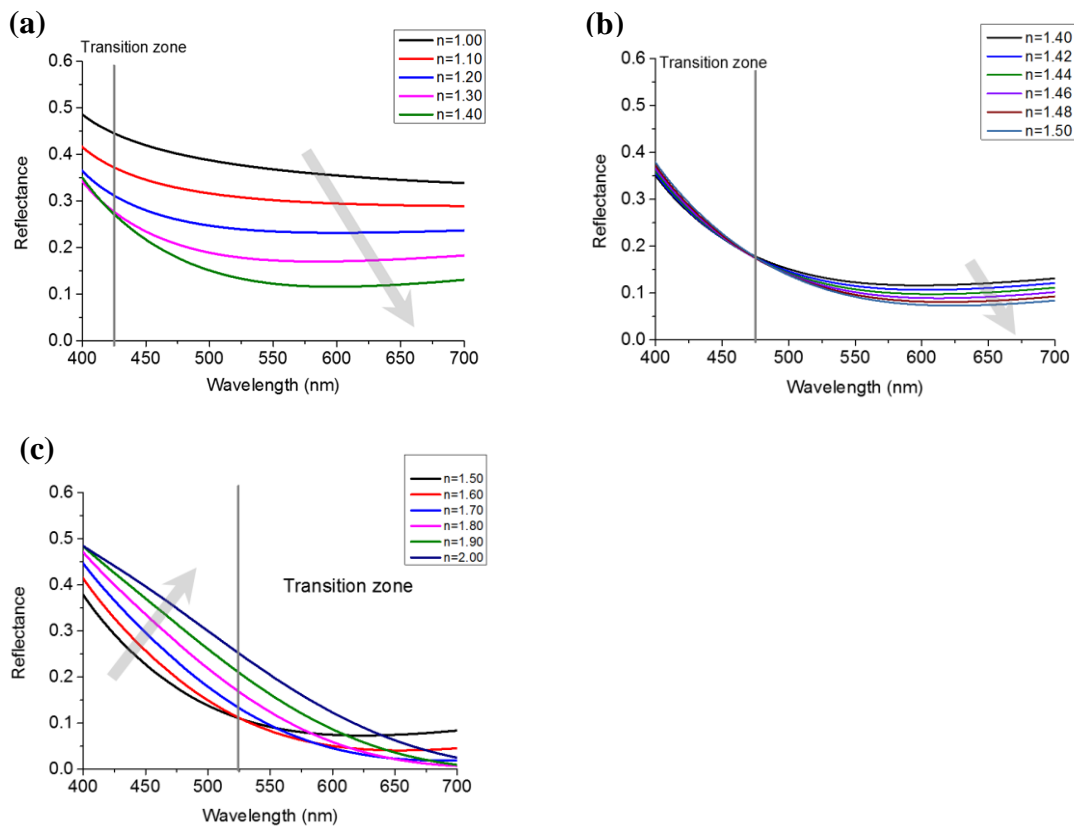 (a)
Transition zone
n=1.00
n=1.10
n=1.20
n=1.30
n=1.40
0.6
0.5
0.4
0.3
0.2
0.1
0.0
Reflectance
400 450 500 550 600 650 700
Wavelength (nm)
(b)
Transition zone
n=1.40
n=1.42
n=1.44
n=1.46
n=1.48
n=1.50
0.6
0.5
0.4
0.3
0.2
0.1
0.0
Reflectance
400 450 500 550 600 650 700
Wavelength (nm)
(c)
n=1.50
n=1.60
n=1.70
n=1.80
n=1.90
n=2.00
Transition zone
0.6
0.5
0.4
0.3
0.2
0.1
0.0
Reflectance
400 450 500 550 600 650 700
Wavelength (nm)